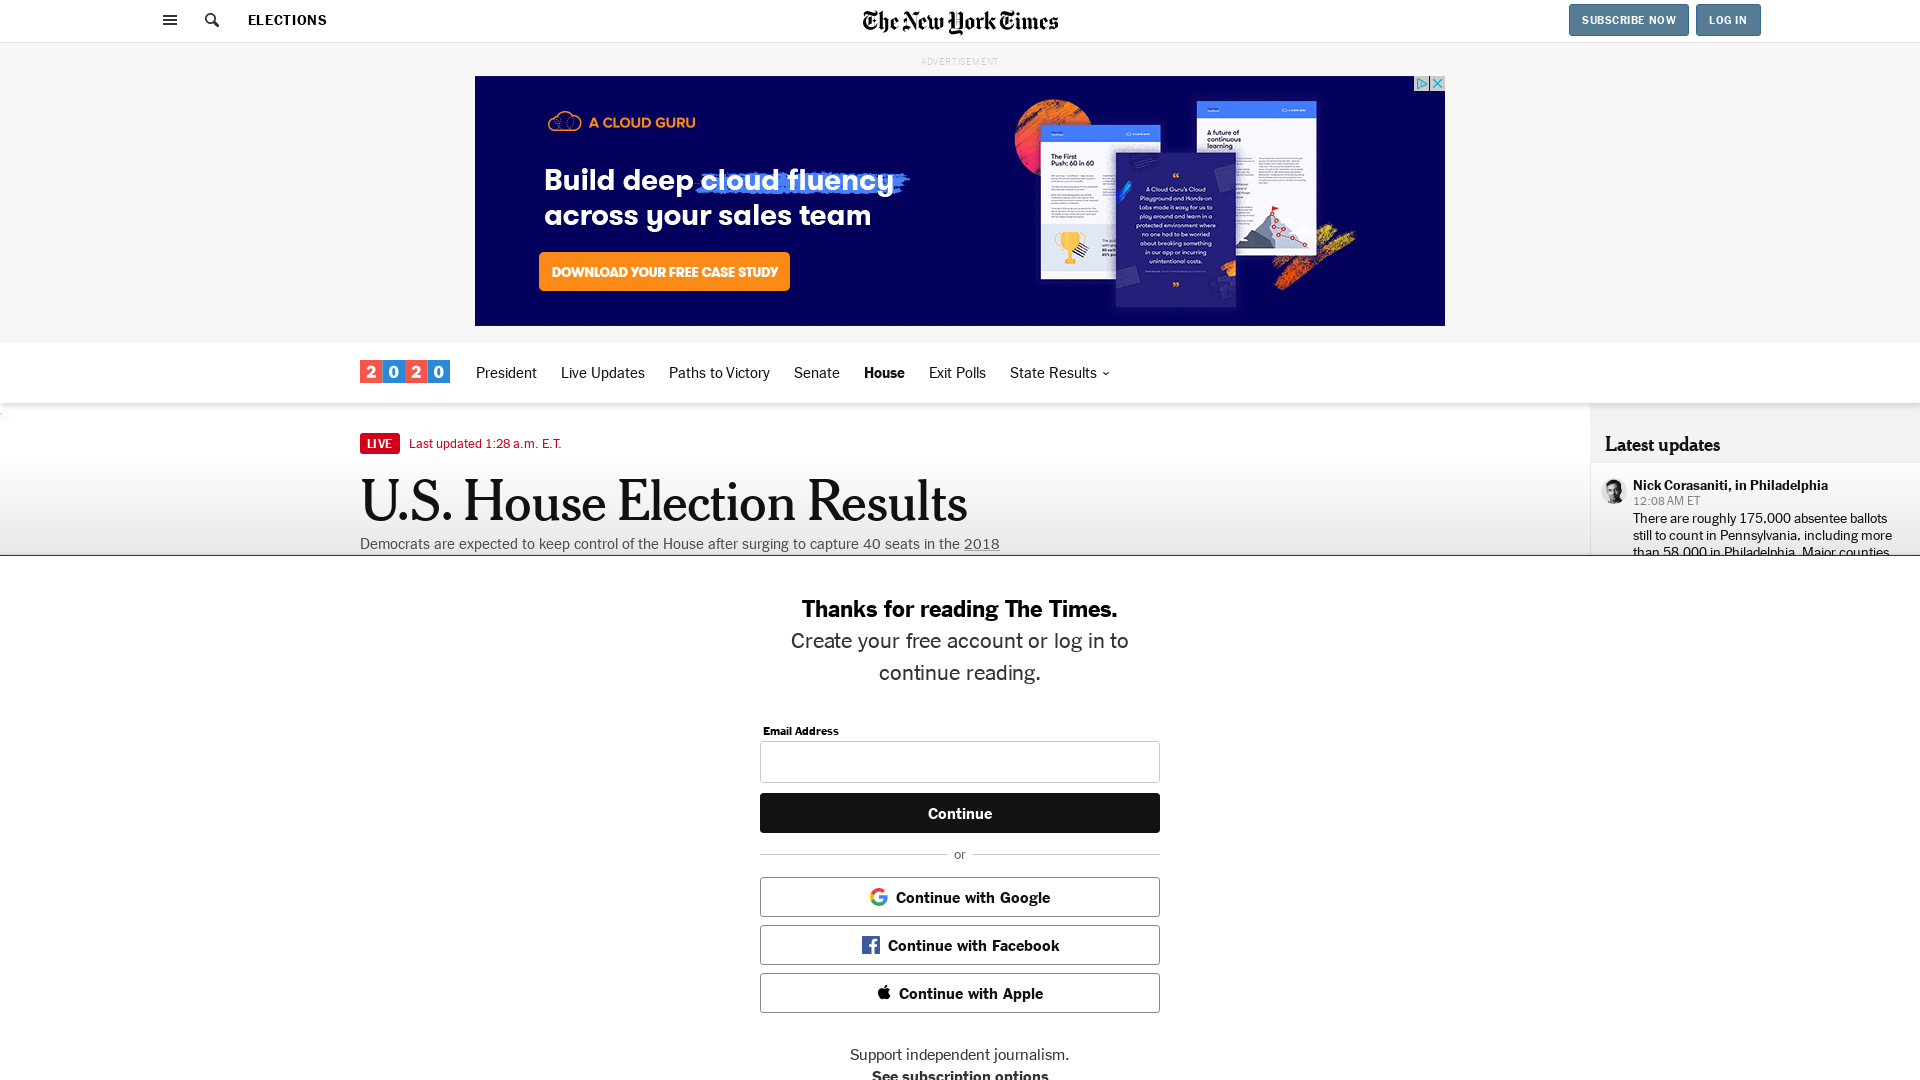 ELECTIONS
The New York Times
SUBSCRIBE NOW
LOG IN
ADVERTISEMENT
A CLOUD GURU
Build deep cloud fluency
across your sales team
DOWNLOAD YOUR FREE CASE STUDY
The First
Push: 60 in 60
A future of
continuous
learning
“
A Cloud Guru's Cloud
Playground and Hands-on
Labs made it easy for us to
play around and learn in a
protected environment where
no one had to be worried
about breaking something
in our app or incurring
unintentional costs.
”
2020
President
Live Updates
Paths to Victory
Senate
House
Exit Polls
State Results
LIVE
Last updated 1:28 a.m. E.T.
U.S. House Election Results
Democrats are expected to keep control of the House after surging to capture 40 seats in the 2018
Latest updates
Nick Corasaniti, in Philadelphia
12:08 AM ET
There are roughly 175,000 absentee ballots
still to count in Pennsylvania, including more
than 58,000 in Philadelphia. Major counties
Thanks for reading The Times.
Create your free account or log in to
continue reading.
Email Address
Continue
or
Continue with Google
Continue with Facebook
Continue with Apple
Support independent journalism.
See subscription options